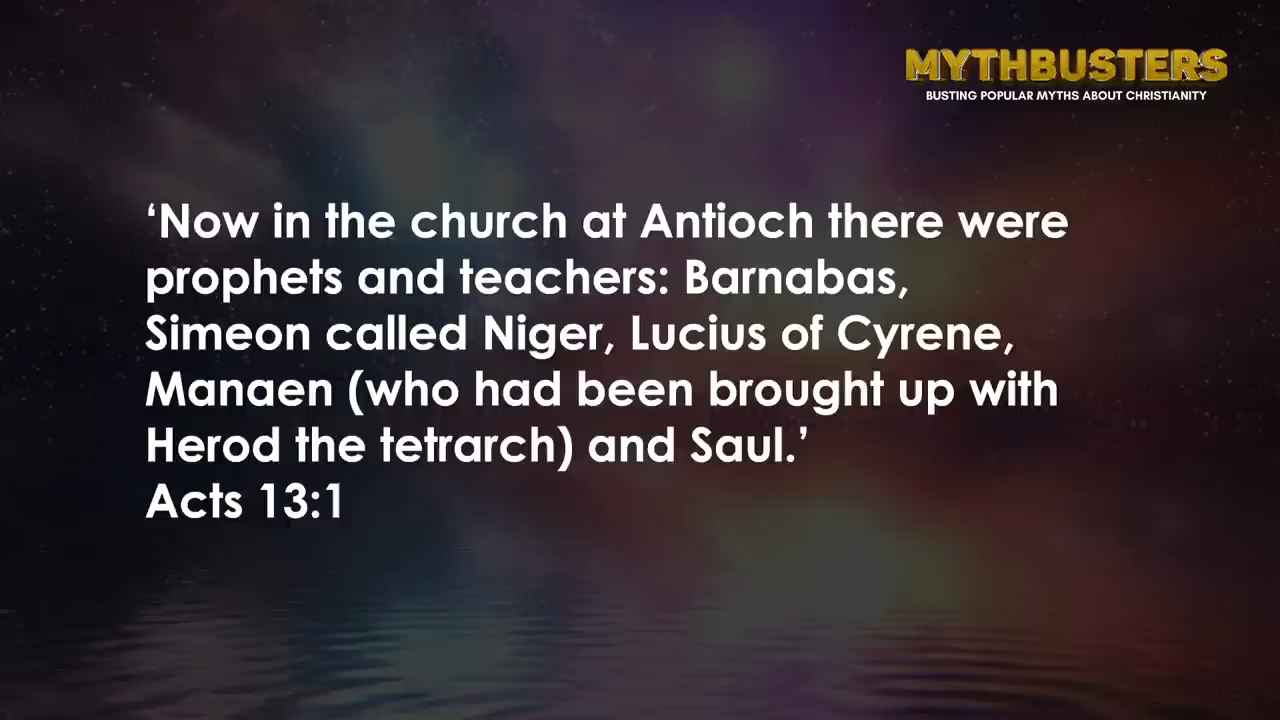 MYTHBUSTERS
BUSTING POPULAR MYTHS ABOUT CHRISTIANITY
‘Now in the church at Antioch there were
prophets and teachers: Barnabas,
Simeon called Niger, Lucius of Cyrene,
Manaen (who had been brought up with
Herod the tetrarch) and Saul.’
Acts 13:1